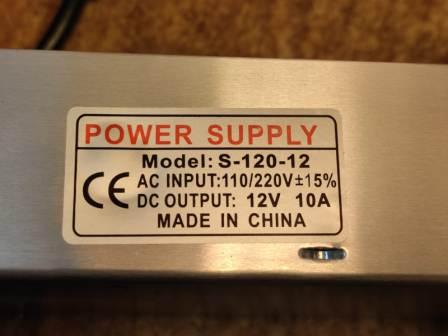 POWER SUPPLY
Model: S-120-12
CE AC INPUT:110/220V±15%
DC OUTPUT: 12V 10A
MADE IN CHINA